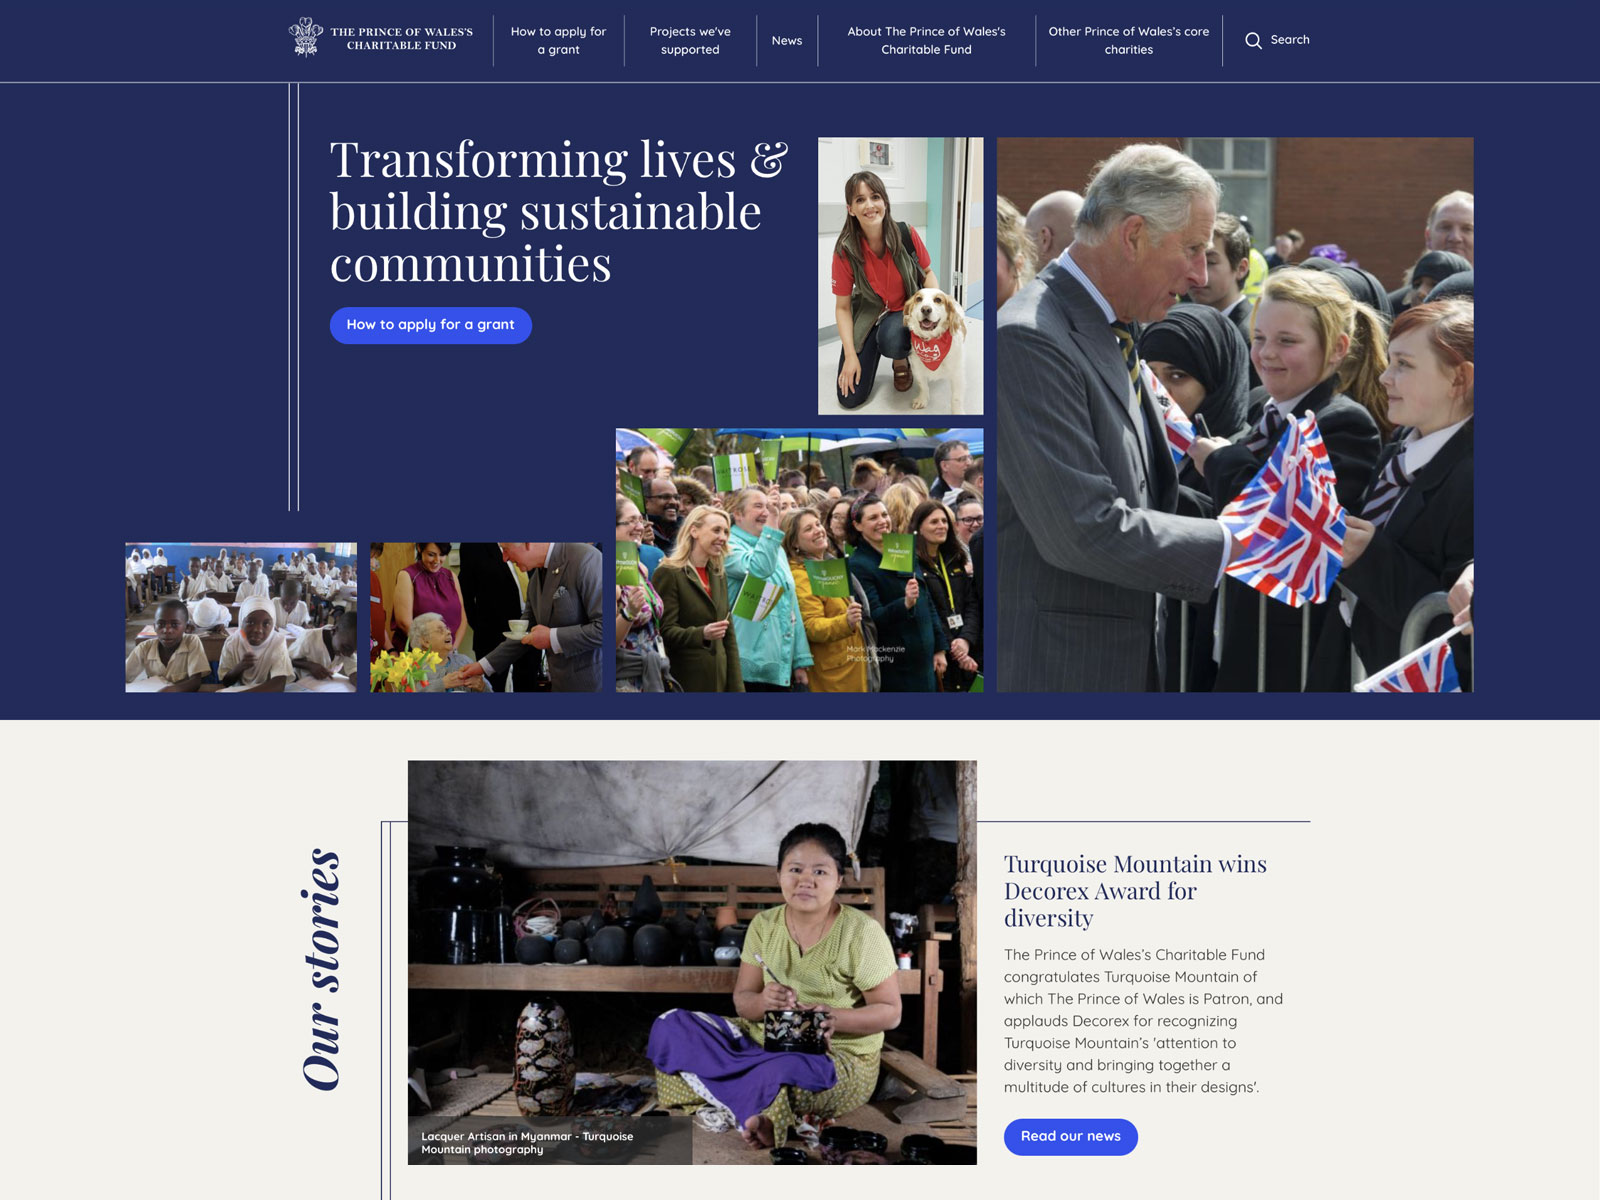 THE PRINCE OF WALES'S
CHARITABLE FUND
How to apply for
a grant
Projects we've
supported
News
About The Prince of Wales's
Charitable Fund
Other Prince of Wales's core
charities
Search
Transforming lives &
building sustainable
communities
How to apply for a grant
Wag
WAITROSE
WAITROSE
Mark Mackenzie
Photography
Our stories
Turquoise Mountain wins
Decorex Award for
diversity
The Prince of Wales's Charitable Fund
congratulates Turquoise Mountain of
which The Prince of Wales is Patron, and
applauds Decorex for recognizing
Turquoise Mountain's 'attention to
diversity and bringing together a
multitude of cultures in their designs'.
Read our news
Lacquer Artisan in Myanmar - Turquoise
Mountain photography